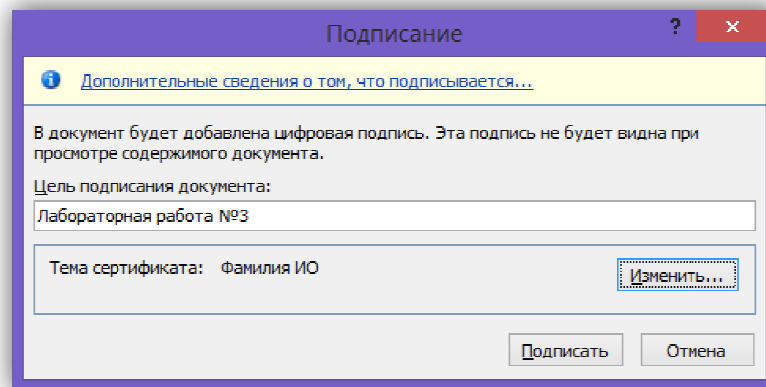 Подписание
?
Дополнительные сведения о том, что подписывается...
В документ будет добавлена цифровая подпись. Эта подпись не будет видна при
просмотре содержимого документа.
Цель подписания документа:
Лабораторная работа №3
Тема сертификата: Фамилия ИО
Изменить...
Подписать Отмена